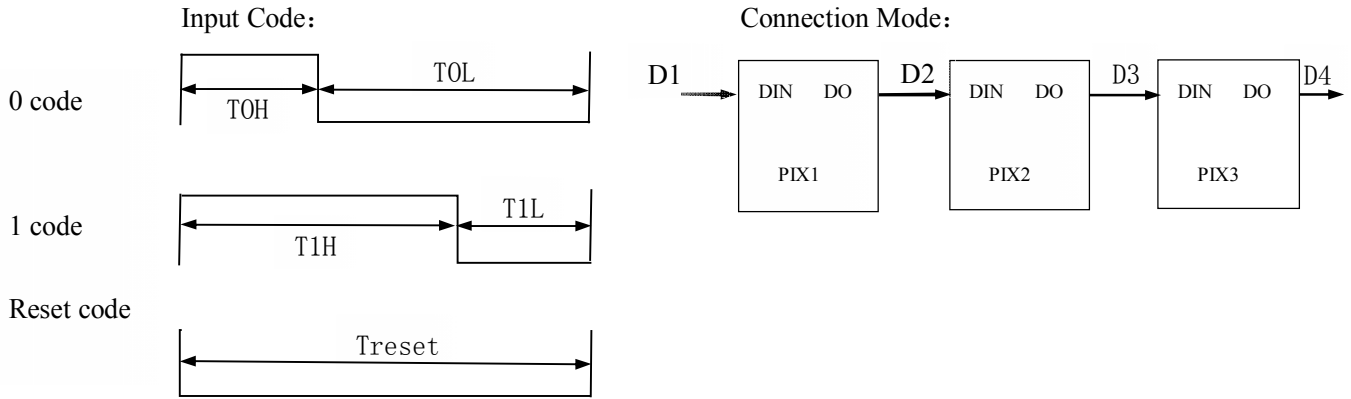 Input Code：
0 code
T0H
T0L
1 code
T1H
T1L
Reset code
Treset
Connection Mode：
D1
DIN DO
PIX1
D2
DIN DO
PIX2
D3
DIN DO
PIX3
D4